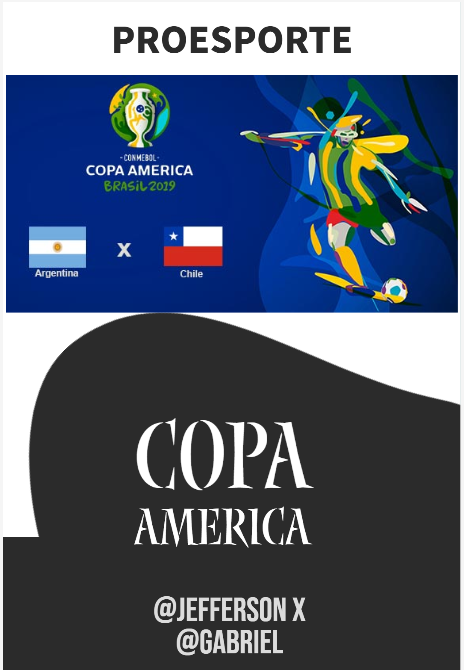 PROESPORTE
·CONMEBOL·
COPA AMERICA
BRASIL 2019
X
Argentina
Chile
COPA
AMERICA
@JEFFERSON X
@GABRIEL